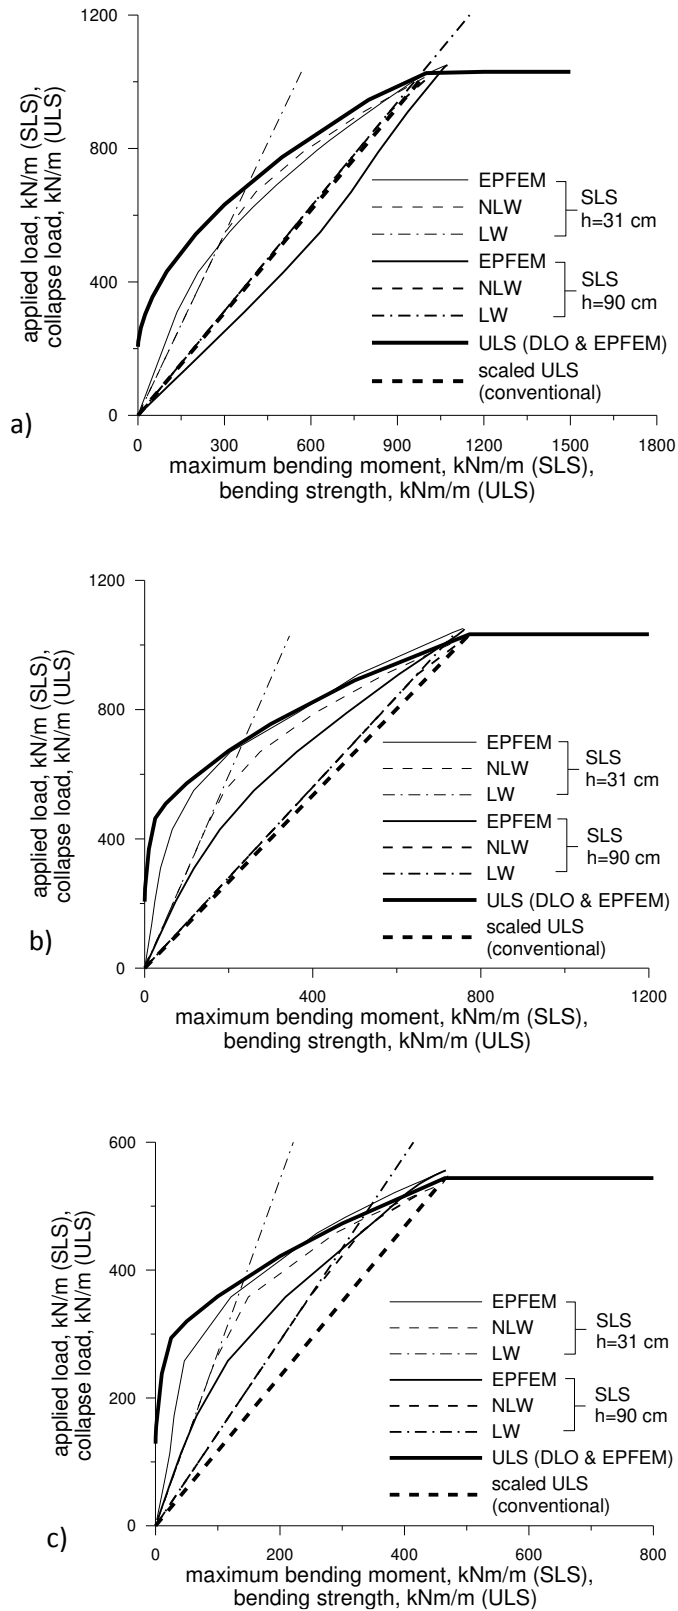 1200
800
400
0
applied load, kN/m (SLS),
collapse load, kN/m (ULS)
EPFEM
NLW
LW
SLS
h=31 cm
EPFEM
NLW
LW
SLS
h=90 cm
ULS (DLO & EPFEM)
scaled ULS
(conventional)
a)
0 300 600 900 1200 1500 1800
maximum bending moment, kNm/m (SLS),
bending strength, kNm/m (ULS)
1200
800
400
0
applied load, kN/m (SLS),
collapse load, kN/m (ULS)
EPFEM
NLW
LW
SLS
h=31 cm
EPFEM
NLW
LW
SLS
h=90 cm
ULS (DLO & EPFEM)
scaled ULS
(conventional)
b)
0 400 800 1200
maximum bending moment, kNm/m (SLS),
bending strength, kNm/m (ULS)
600
400
200
0
applied load, kN/m (SLS),
collapse load, kN/m (ULS)
EPFEM
NLW
LW
SLS
h=31 cm
EPFEM
NLW
LW
SLS
h=90 cm
ULS (DLO & EPFEM)
scaled ULS
(conventional)
c)
0 200 400 600 800
maximum bending moment, kNm/m (SLS),
bending strength, kNm/m (ULS)